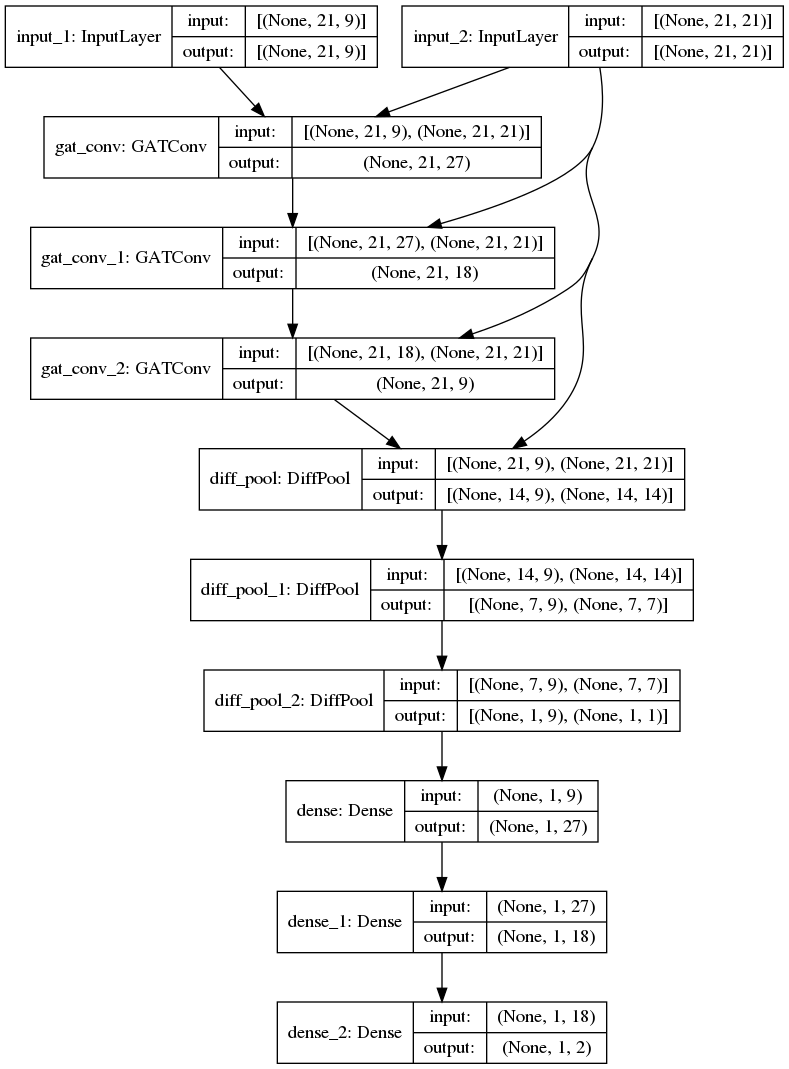 input_1: InputLayer
input: [(None, 21, 9)]
output: [(None, 21, 9)]
input_2: InputLayer
input: [(None, 21, 21)]
output: [(None, 21, 21)]
gat_conv: GATConv
input: [(None, 21, 9), (None, 21, 21)]
output: (None, 21, 27)
gat_conv_1: GATConv
input: [(None, 21, 27), (None, 21, 21)]
output: (None, 21, 18)
gat_conv_2: GATConv
input: [(None, 21, 18), (None, 21, 21)]
output: (None, 21, 9)
diff_pool: DiffPool
input: [(None, 21, 9), (None, 21, 21)]
output: [(None, 14, 9), (None, 14, 14)]
diff_pool_1: DiffPool
input: [(None, 14, 9), (None, 14, 14)]
output: [(None, 7, 9), (None, 7, 7)]
diff_pool_2: DiffPool
input: [(None, 7, 9), (None, 7, 7)]
output: [(None, 1, 9), (None, 1, 1)]
dense: Dense
input: (None, 1, 9)
output: (None, 1, 27)
dense_1: Dense
input: (None, 1, 27)
output: (None, 1, 18)
dense_2: Dense
input: (None, 1, 18)
output: (None, 1, 2)